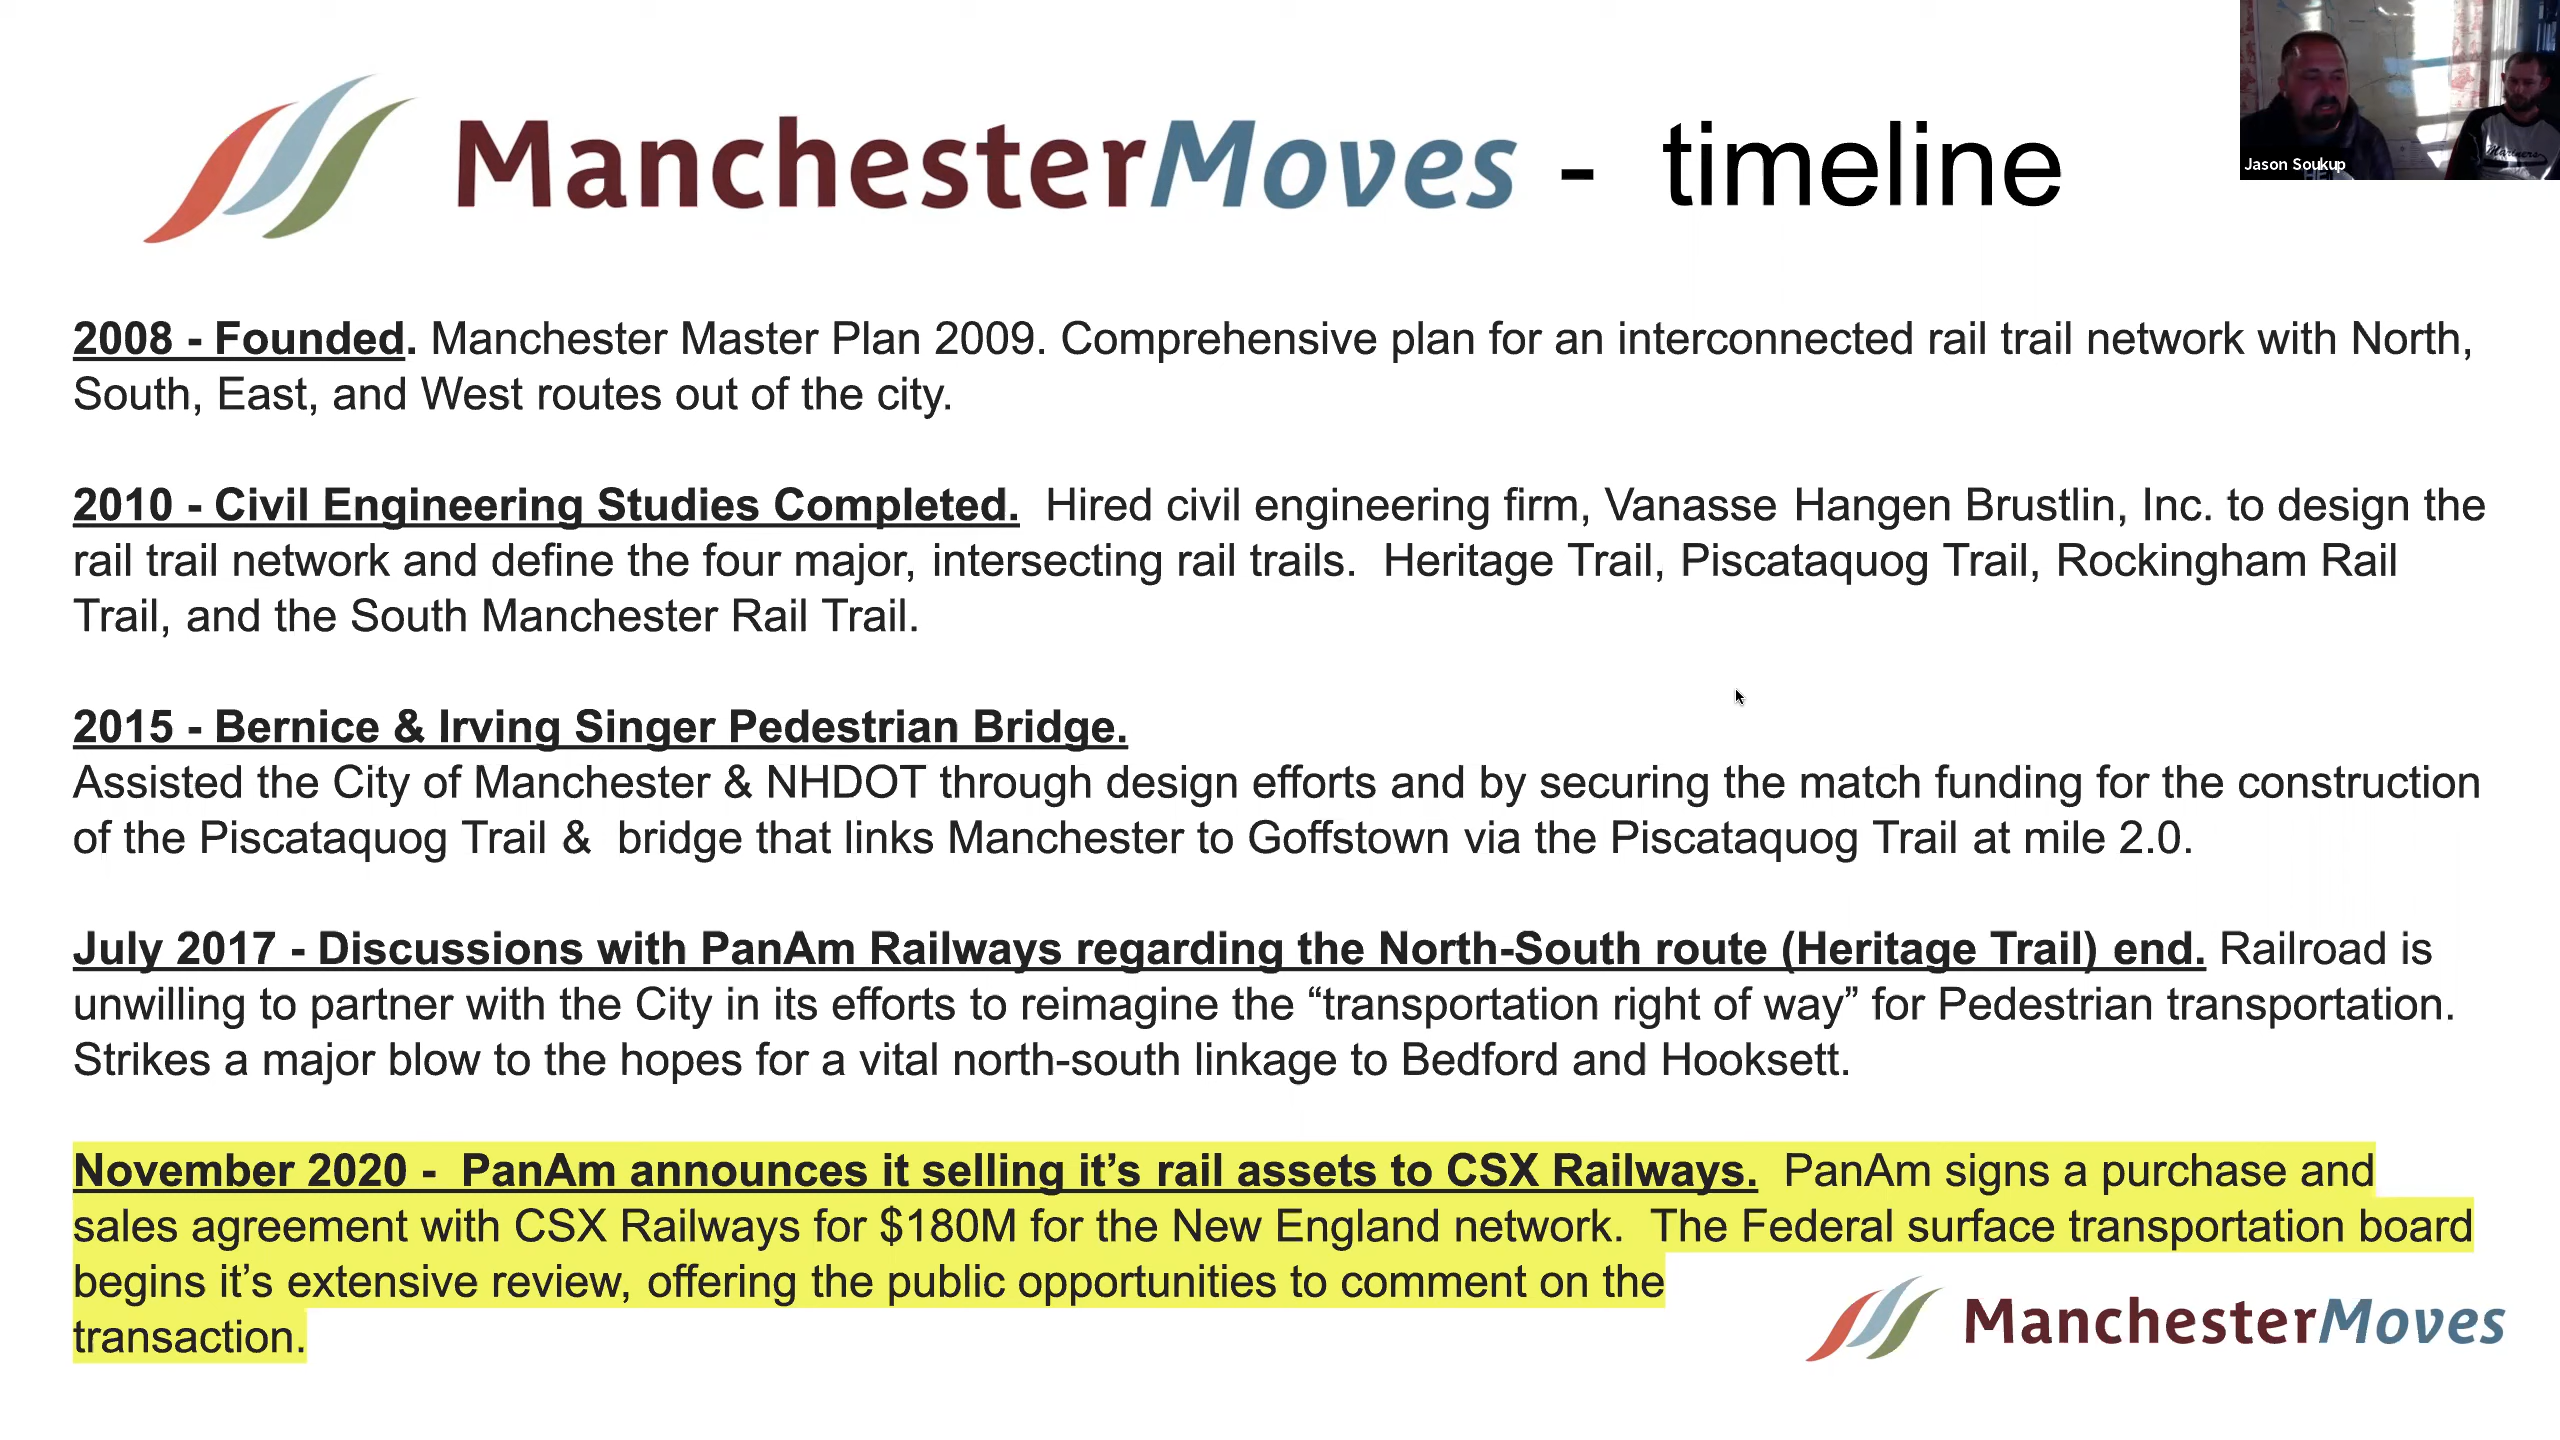 ManchesterMoves - timeline
Jason Soukup
2008 - Founded. Manchester Master Plan 2009. Comprehensive plan for an interconnected rail trail network with North,
South, East, and West routes out of the city.
2010 - Civil Engineering Studies Completed. Hired civil engineering firm, Vanasse Hangen Brustlin, Inc. to design the
rail trail network and define the four major, intersecting rail trails. Heritage Trail, Piscataquog Trail, Rockingham Rail
Trail, and the South Manchester Rail Trail.
2015 - Bernice & Irving Singer Pedestrian Bridge.
Assisted the City of Manchester & NHDOT through design efforts and by securing the match funding for the construction
of the Piscataquog Trail & bridge that links Manchester to Goffstown via the Piscataquog Trail at mile 2.0.
July 2017 - Discussions with PanAm Railways regarding the North-South route (Heritage Trail) end. Railroad is
unwilling to partner with the City in its efforts to reimagine the “transportation right of way” for Pedestrian transportation.
Strikes a major blow to the hopes for a vital north-south linkage to Bedford and Hooksett.
November 2020 - PanAm announces it selling it’s rail assets to CSX Railways. PanAm signs a purchase and
sales agreement with CSX Railways for $180M for the New England network. The Federal surface transportation board
begins it’s extensive review, offering the public opportunities to comment on the
transaction.
ManchesterMoves